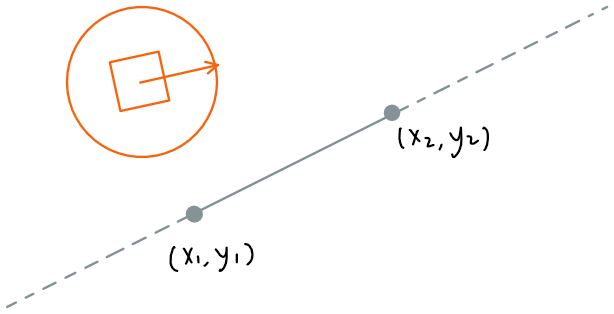 (x₂, y₂)
(x₁, y₁)